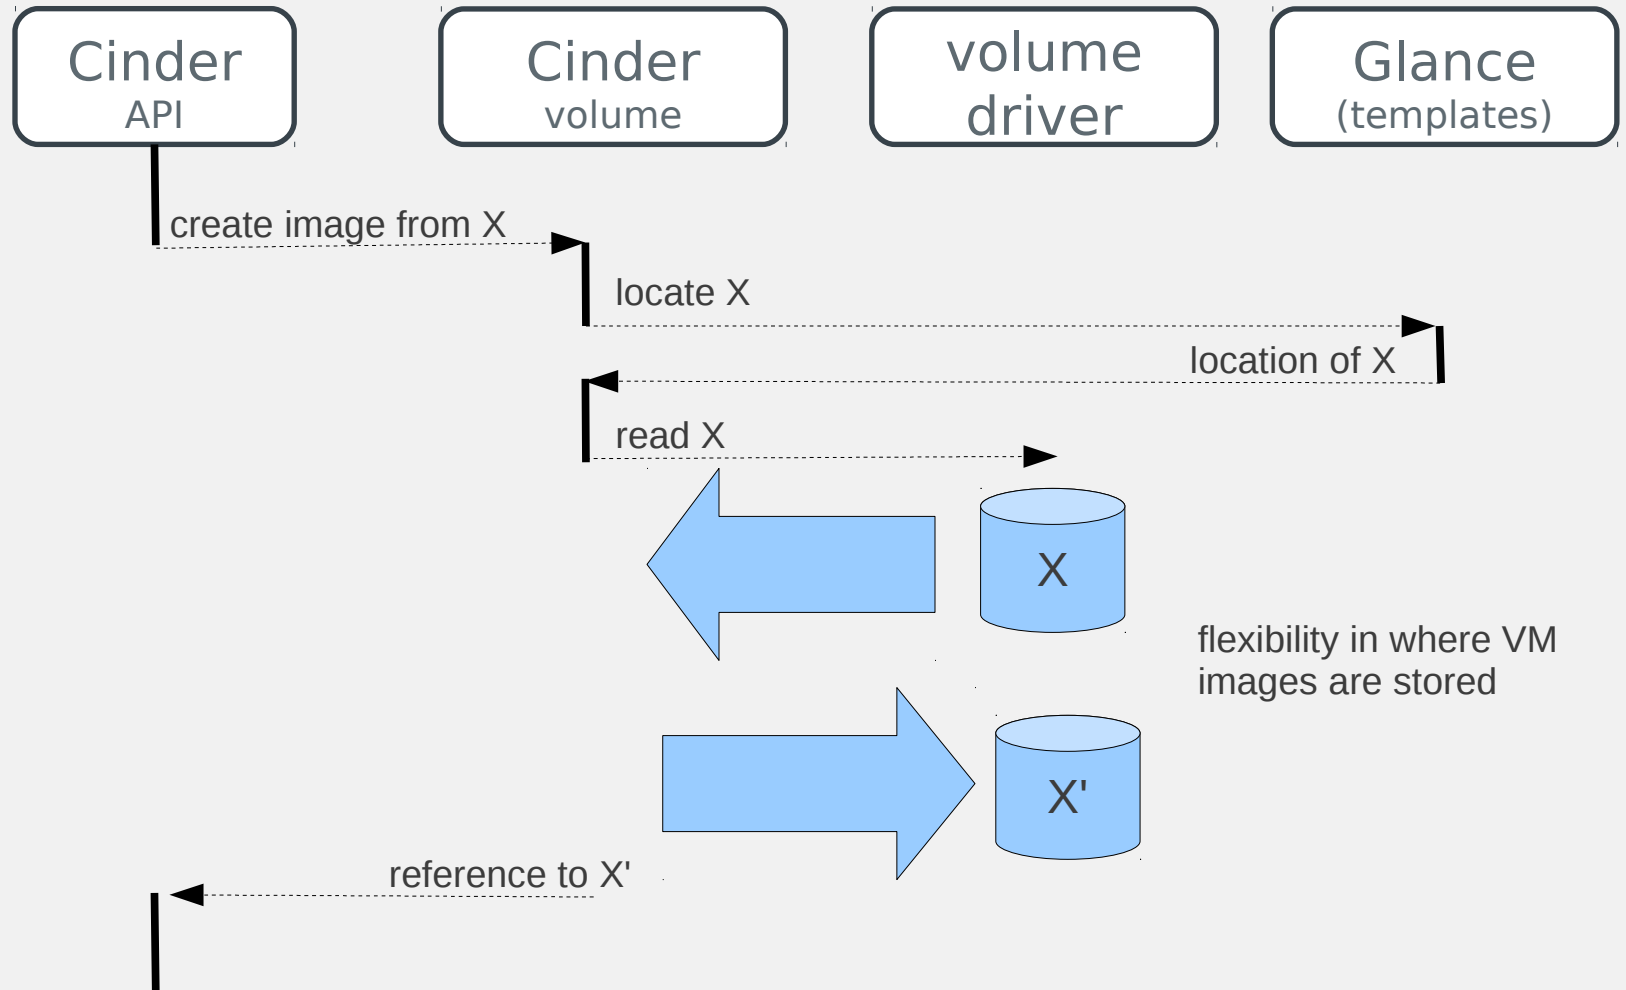 Cinder
API
Cinder
volume
volume
driver
Glance
(templates)
create image from X
locate X
location of X
read X
X
flexibility in where VM
images are stored
X'
reference to X'